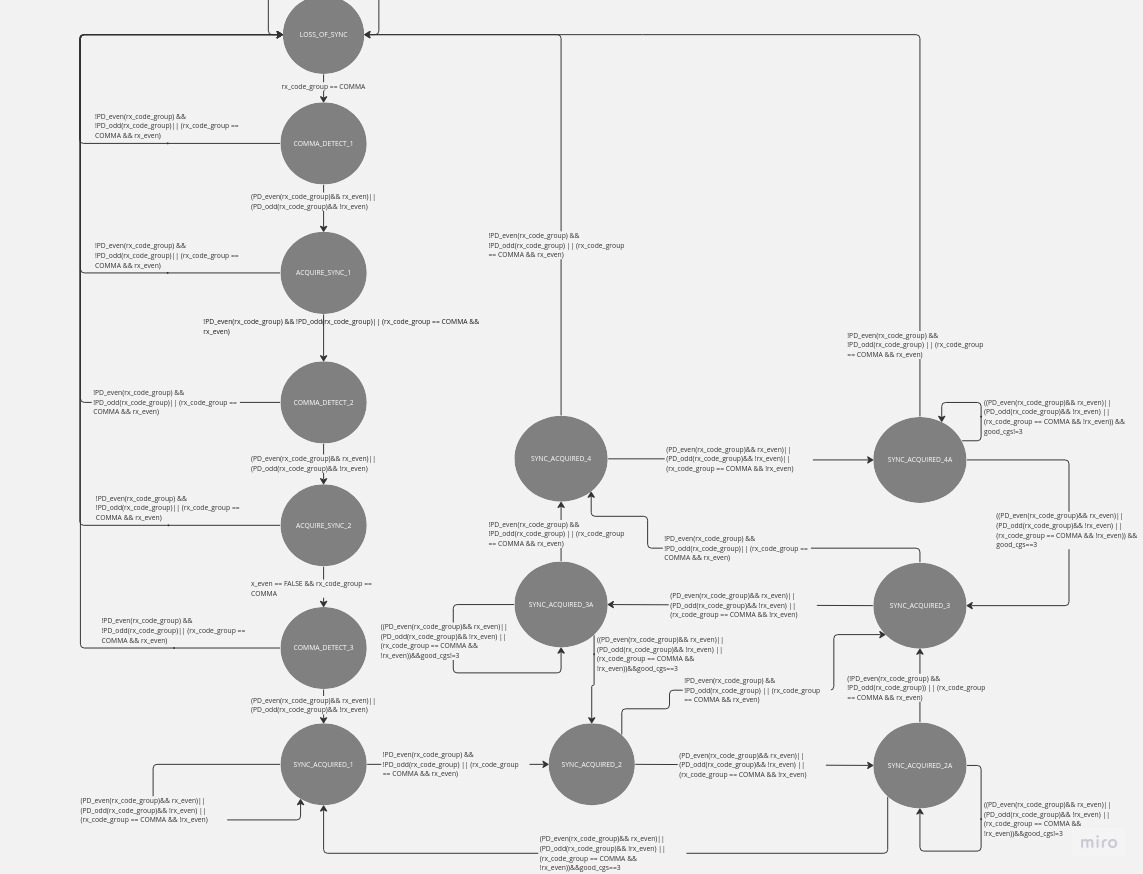 LOSS_OF_SYNC
rx_code_group == COMMA
!PD_even(rx_code_group) &&
!PD_odd(rx_code_group)|| (rx_code_group ==
COMMA && rx_even)
COMMA_DETECT_1
(PD_even(rx_code_group)&& rx_even)||
(PD_odd(rx_code_group)&& !rx_even)
!PD_even(rx_code_group) &&
!PD_odd(rx_code_group)|| (rx_code_group ==
COMMA && rx_even)
ACQUIRE_SYNC_1
!PD_even(rx_code_group) &&
!PD_odd(rx_code_group) || (rx_code_group
== COMMA && rx_even)
!PD_even(rx_code_group) && !PD_odd(rx_code_group)|| (rx_code_group == COMMA &&
rx_even)
!PD_even(rx_code_group) &&
!PD_odd(rx_code_group) || (rx_code_group
== COMMA && rx_even)
!PD_even(rx_code_group) &&
!PD_odd(rx_code_group)|| (rx_code_group ==
COMMA && rx_even)
COMMA_DETECT_2
((PD_even(rx_code_group)&& rx_even)||
(PD_odd(rx_code_group)&& !rx_even) ||
(rx_code_group == COMMA && !rx_even)) &&
good_cgs!=3
(PD_even(rx_code_group)&& rx_even)||
(PD_odd(rx_code_group)&& !rx_even)
SYNC_ACQUIRED_4
(PD_even(rx_code_group)&& rx_even)||
(PD_odd(rx_code_group)&& !rx_even)||
(rx_code_group == COMMA && !rx_even)
SYNC_ACQUIRED_4A
!PD_even(rx_code_group) &&
!PD_odd(rx_code_group)|| (rx_code_group ==
COMMA && rx_even)
ACQUIRE_SYNC_2
!PD_even(rx_code_group) &&
!PD_odd(rx_code_group) || (rx_code_group
== COMMA && rx_even)
!PD_even(rx_code_group) &&
!PD_odd(rx_code_group)|| (rx_code_group ==
COMMA && rx_even)
((PD_even(rx_code_group)&& rx_even)||
(PD_odd(rx_code_group)&& !rx_even) ||
(rx_code_group == COMMA && !rx_even)) &&
good_cgs==3
x_even == FALSE && rx_code_group ==
COMMA
SYNC_ACQUIRED_3A
(PD_even(rx_code_group)&& rx_even)||
(PD_odd(rx_code_group)&& !rx_even) ||
(rx_code_group == COMMA && !rx_even)
SYNC_ACQUIRED_3
!PD_even(rx_code_group) &&
!PD_odd(rx_code_group)|| (rx_code_group ==
COMMA && rx_even)
COMMA_DETECT_3
((PD_even(rx_code_group)&& rx_even)||
(PD_odd(rx_code_group)&& !rx_even) ||
(rx_code_group == COMMA &&
!rx_even))&&good_cgs!=3
((PD_even(rx_code_group)&& rx_even)||
(PD_odd(rx_code_group)&& !rx_even) ||
(rx_code_group == COMMA &&
!rx_even))&&good_cgs==3
!PD_even(rx_code_group) &&
!PD_odd(rx_code_group) || (rx_code_group
== COMMA && rx_even)
(!PD_even(rx_code_group) &&
!PD_odd(rx_code_group)) || (rx_code_group
== COMMA && rx_even)
(PD_even(rx_code_group)&& rx_even)||
(PD_odd(rx_code_group)&& !rx_even)
SYNC_ACQUIRED_1
!PD_even(rx_code_group) &&
!PD_odd(rx_code_group) || (rx_code_group
== COMMA && rx_even)
SYNC_ACQUIRED_2
(PD_even(rx_code_group)&& rx_even)||
(PD_odd(rx_code_group)&& !rx_even) ||
(rx_code_group == COMMA && !rx_even)
SYNC_ACQUIRED_2A
(PD_even(rx_code_group)&& rx_even)||
(PD_odd(rx_code_group)&& !rx_even) ||
(rx_code_group == COMMA && !rx_even)
((PD_even(rx_code_group)&& rx_even)||
(PD_odd(rx_code_group)&& !rx_even) ||
(rx_code_group == COMMA &&
!rx_even))&&good_cgs!=3
(PD_even(rx_code_group)&& rx_even)||
(PD_odd(rx_code_group)&& !rx_even) ||
(rx_code_group == COMMA &&
!rx_even))&&good_cgs==3
miro